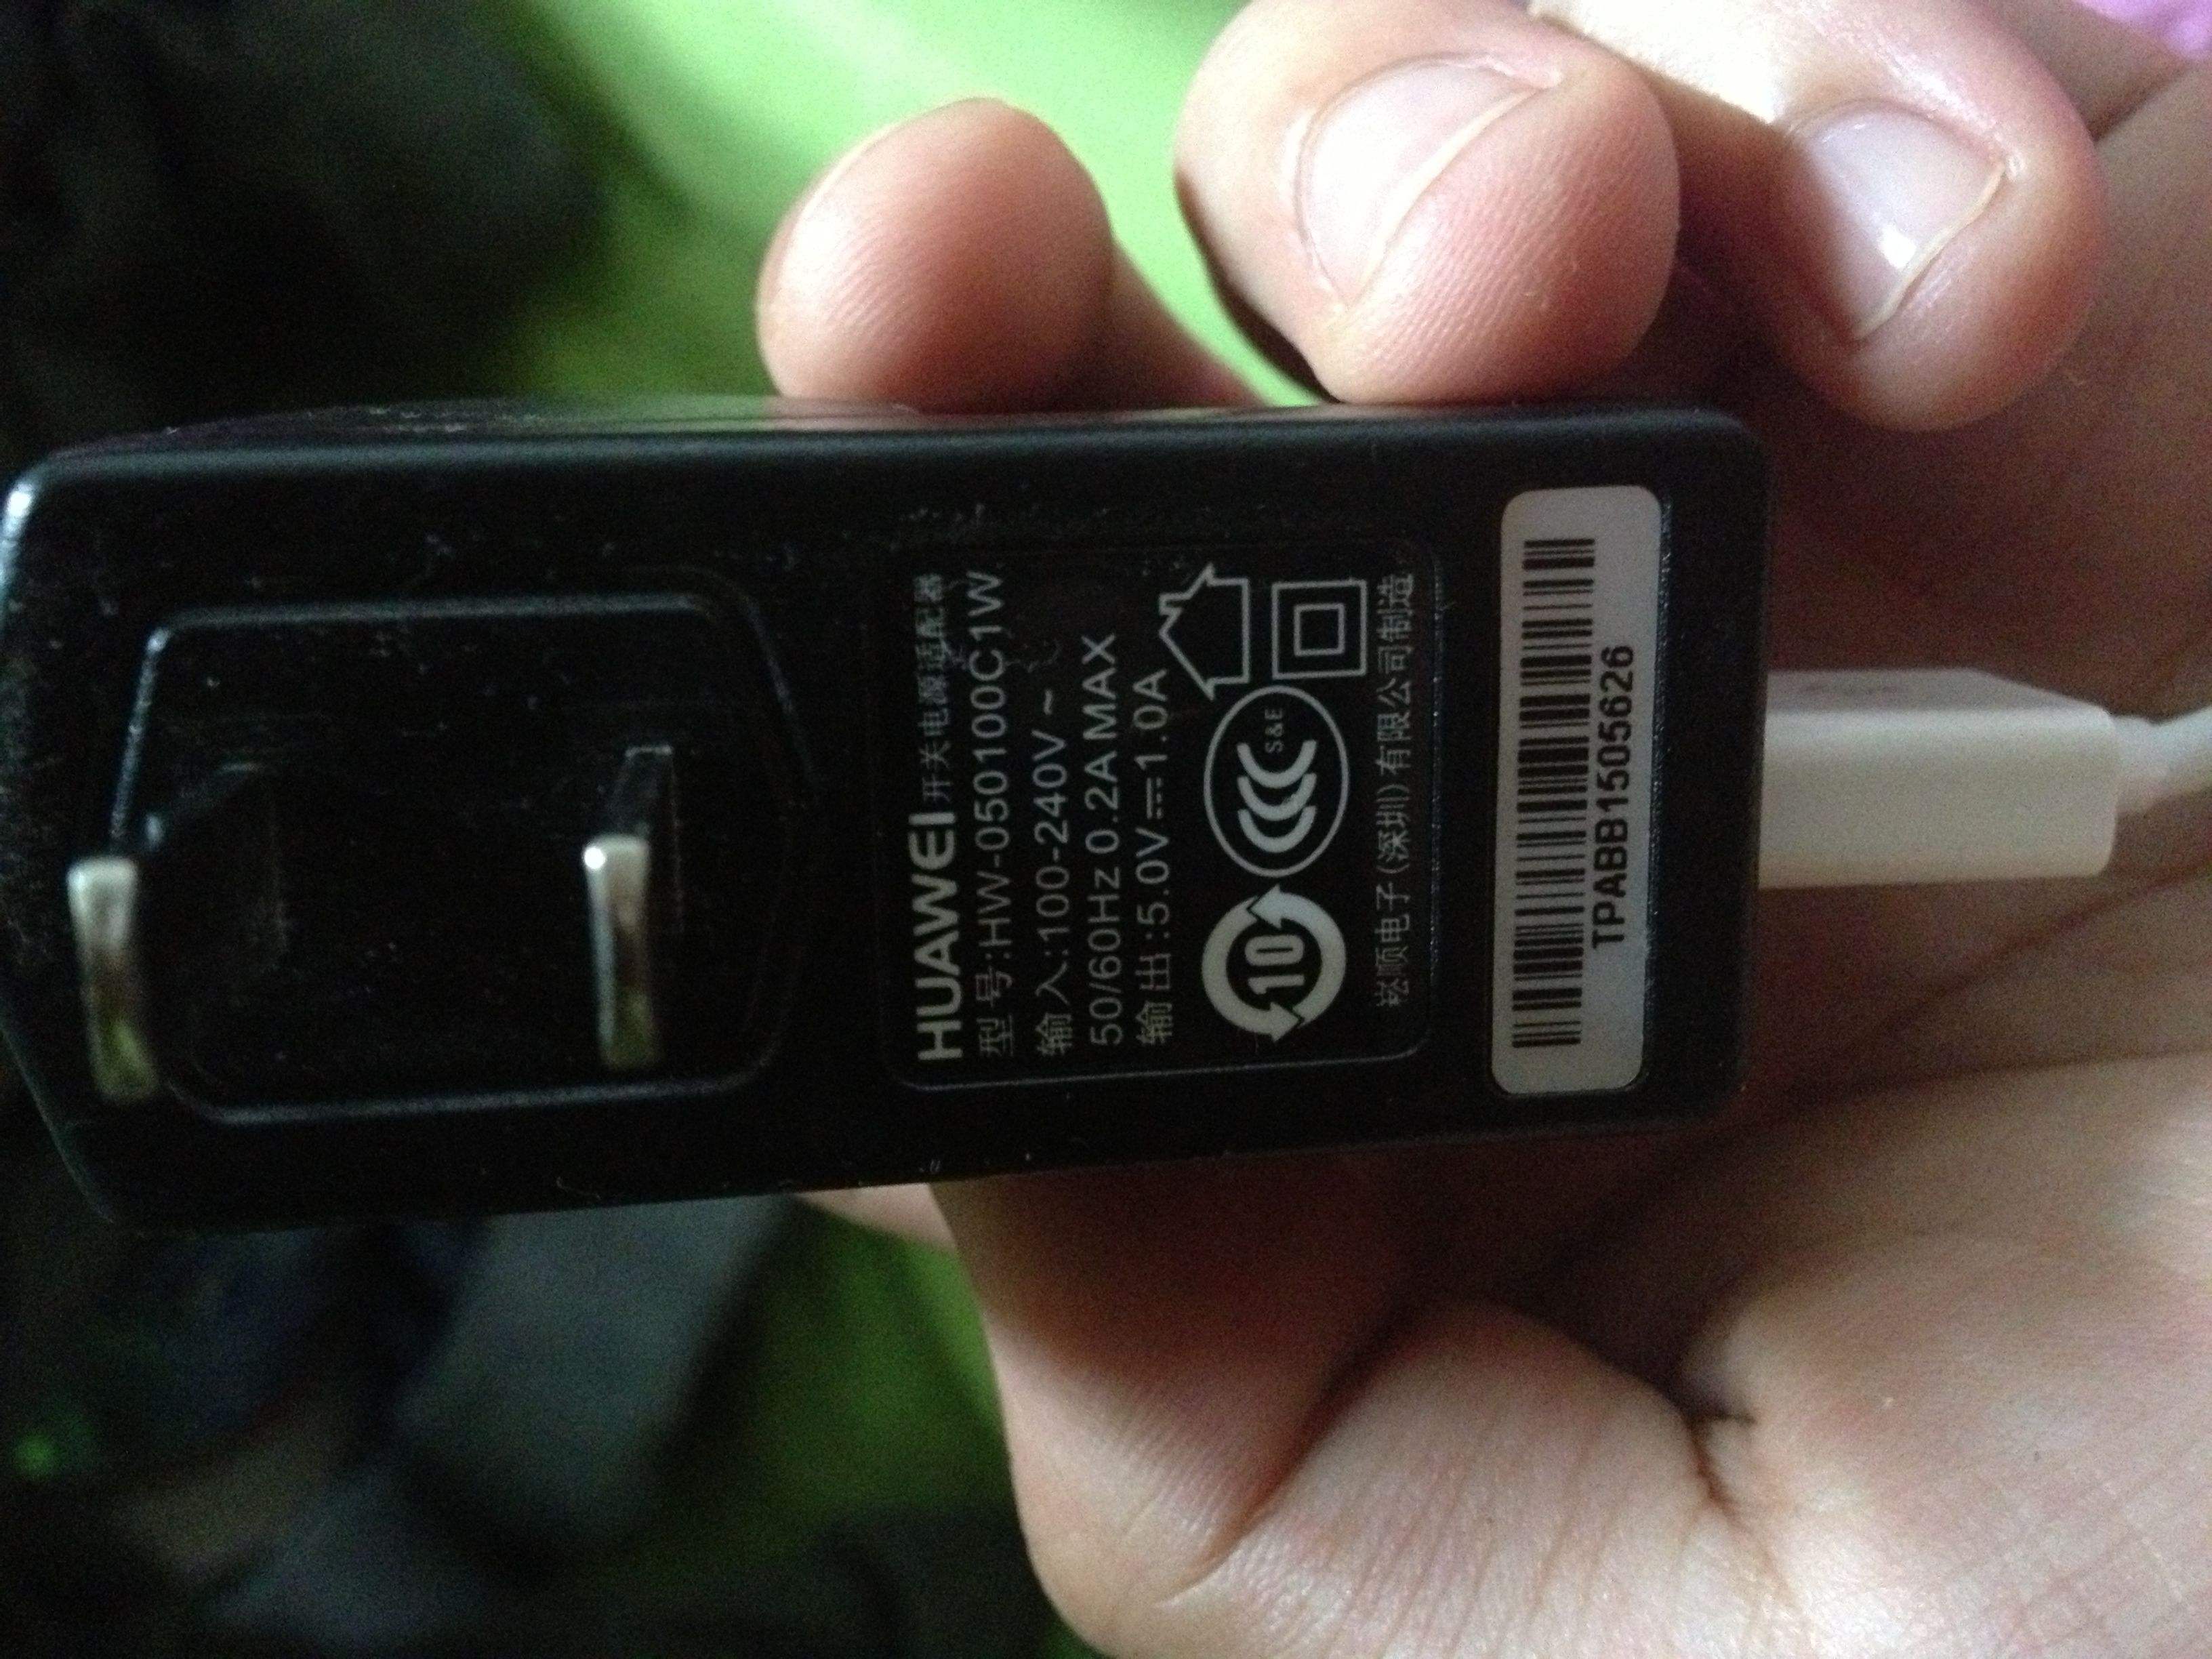 HUAWEI 开关电源适配器
型号:HW-050100C1W
输入:100-240V ~
50/60Hz 0.2A MAX
输出:5.0V⎓1.0A
10
S&E
崧顺电子(深圳)有限公司制造
TPABB1505626